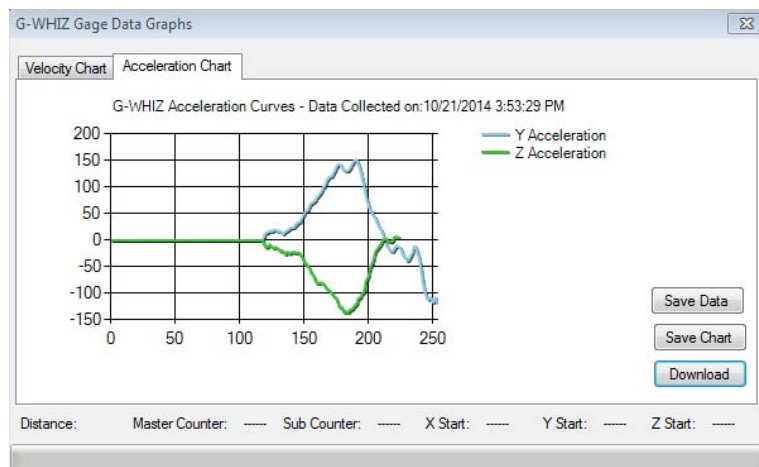 G-WHIZ Gage Data Graphs
Velocity Chart Acceleration Chart
G-WHIZ Acceleration Curves - Data Collected on:10/21/2014 3:53:29 PM
Y Acceleration
Z Acceleration
200
150
100
50
0
-50
-100
-150
0 50 100 150 200 250
Save Data
Save Chart
Download
Distance: Master Counter: ----- Sub Counter: ----- X Start: ----- Y Start: ----- Z Start: -----